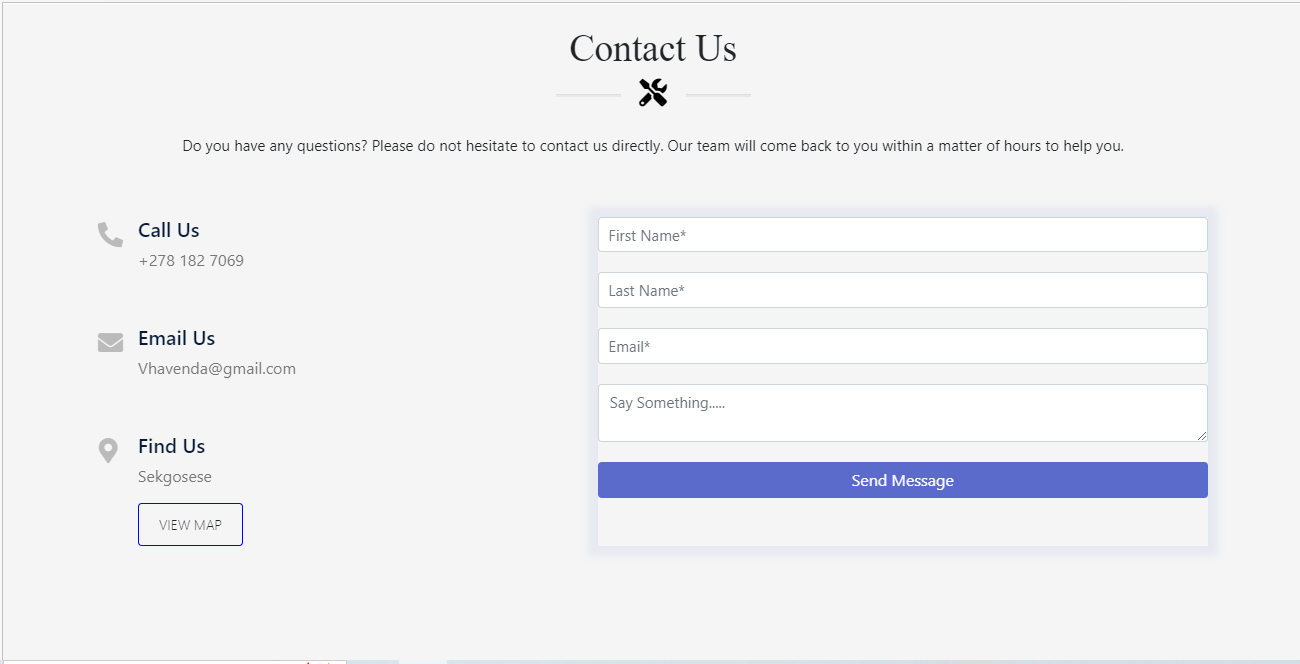 Contact Us
Do you have any questions? Please do not hesitate to contact us directly. Our team will come back to you within a matter of hours to help you.
Call Us
+278 182 7069
Email Us
Vhavenda@gmail.com
Find Us
Sekgosese
VIEW MAP
First Name*
Last Name*
Email*
Say Something.....
Send Message